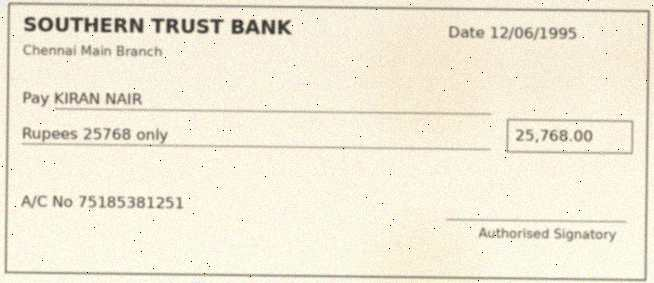 SOUTHERN TRUST BANK
Date 12/06/1995
Chennai Main Branch
Pay KIRAN NAIR
Rupees 25768 only
25,768.00
A/C No 75185381251
Authorised Signatory